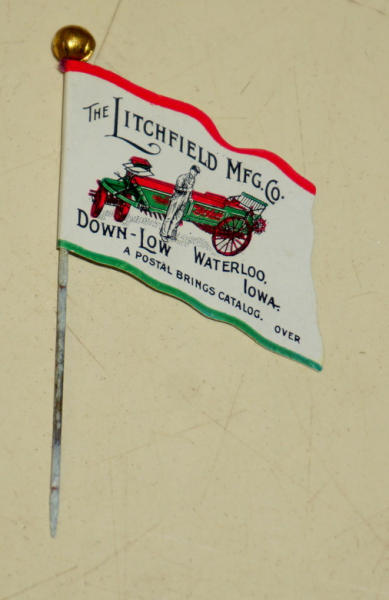 THE LITCHFIELD MFG. CO.
DOWN-LOW WATERLOO,
IOWA.
A POSTAL BRINGS CATALOG. OVER